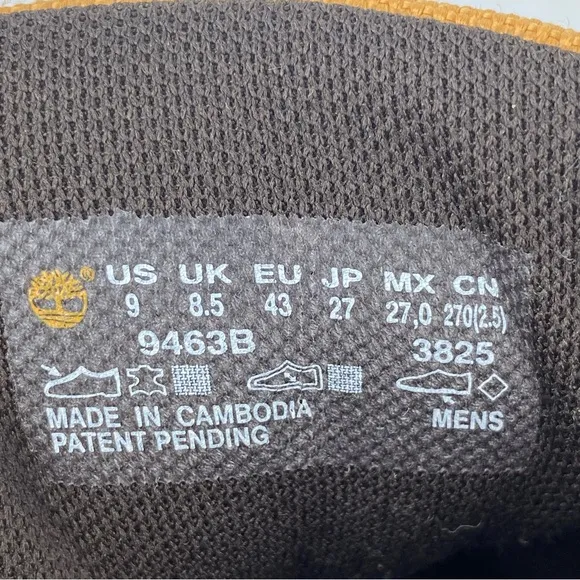 ® US UK EU JP MX CN
9 8.5 43 27 27,0 270(2.5)
9463B 3825
MADE IN CAMBODIA
PATENT PENDING MENS